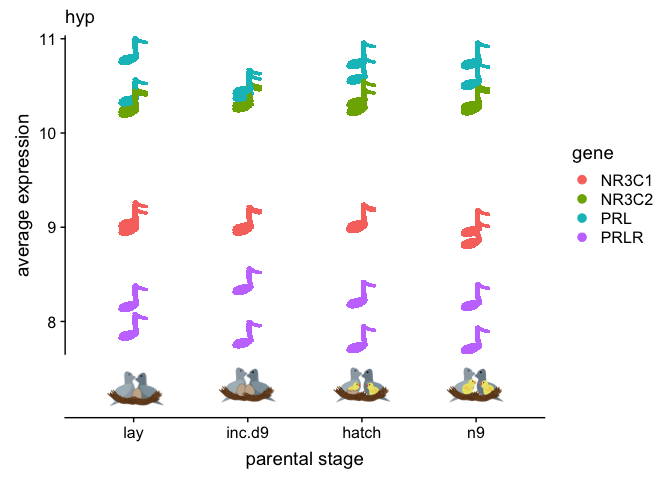 hyp
11
10
9
8
average expression
lay
inc.d9
hatch
n9
parental stage
gene
NR3C1
NR3C2
PRL
PRLR